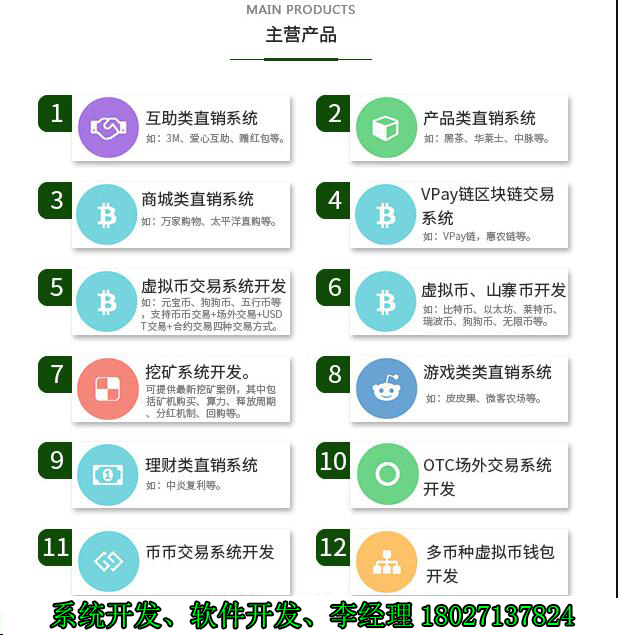 MAIN PRODUCTS
主营产品
1
互助类直销系统
如：3M、爱心互助、赠红包等。
2
产品类直销系统
如：黑茶、华莱士、中脉等。
3
商城类直销系统
如：万家购物、太平洋直购等。
4
VPay链区块链交易
系统
如：VPay链，惠农链等。
5
虚拟币交易系统开发
如：元宝币、狗狗币、五行币等
，支持币币交易+场外交易+USD
T交易+合约交易四种交易方式。
6
虚拟币、山寨币开发
如：比特币、以太坊、莱特币、
瑞波币、狗狗币、无限币等。
7
挖矿系统开发。
可提供最新挖矿案例，其中包
括矿机购买、算力、释放周期
、分红机制、回购等。
8
游戏类类直销系统
如：皮皮果、微客农场等。
9
理财类直销系统
如：中炎复利等。
10
OTC场外交易系统
开发
11
币币交易系统开发
12
多币种虚拟币钱包
开发
系统开发、软件开发、李经理 18027137824